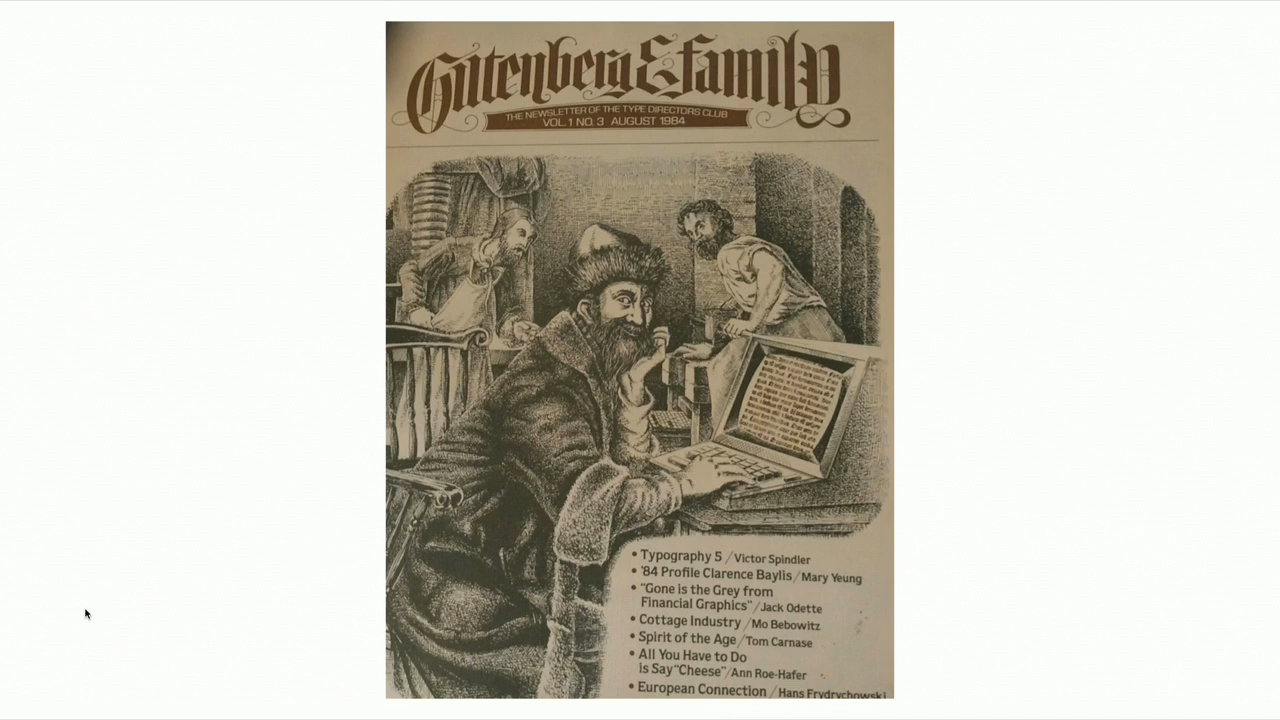 Gutenberg & Family
THE NEWSLETTER OF THE TYPE DIRECTORS CLUB
VOL. 1 NO. 3 AUGUST 1984
• Typography 5 / Victor Spindler
• '84 Profile Clarence Baylis / Mary Yeung
• "Gone is the Grey from
Financial Graphics" / Jack Odette
• Cottage Industry / Mo Bebowitz
• Spirit of the Age / Tom Carnase
• All You Have to Do
is Say "Cheese" / Ann Roe-Hafer
• European Connection / Hans Frydrychowski